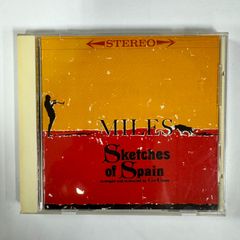 STEREO
MILES
Sketches
of Spain